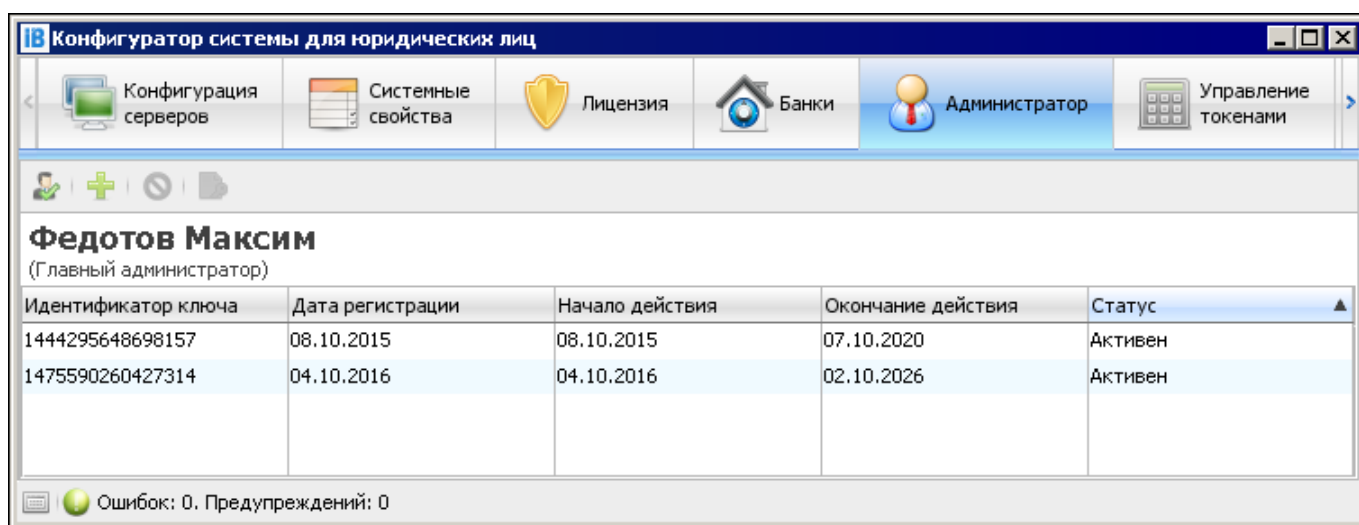 iB Конфигуратор системы для юридических лиц
Конфигурация серверов
Системные свойства
Лицензия
Банки
Администратор
Управление токенами
Федотов Максим
(Главный администратор)
Идентификатор ключа Дата регистрации Начало действия Окончание действия Статус
1444295648698157 08.10.2015 08.10.2015 07.10.2020 Активен
1475590260427314 04.10.2016 04.10.2016 02.10.2026 Активен
Ошибок: 0. Предупреждений: 0